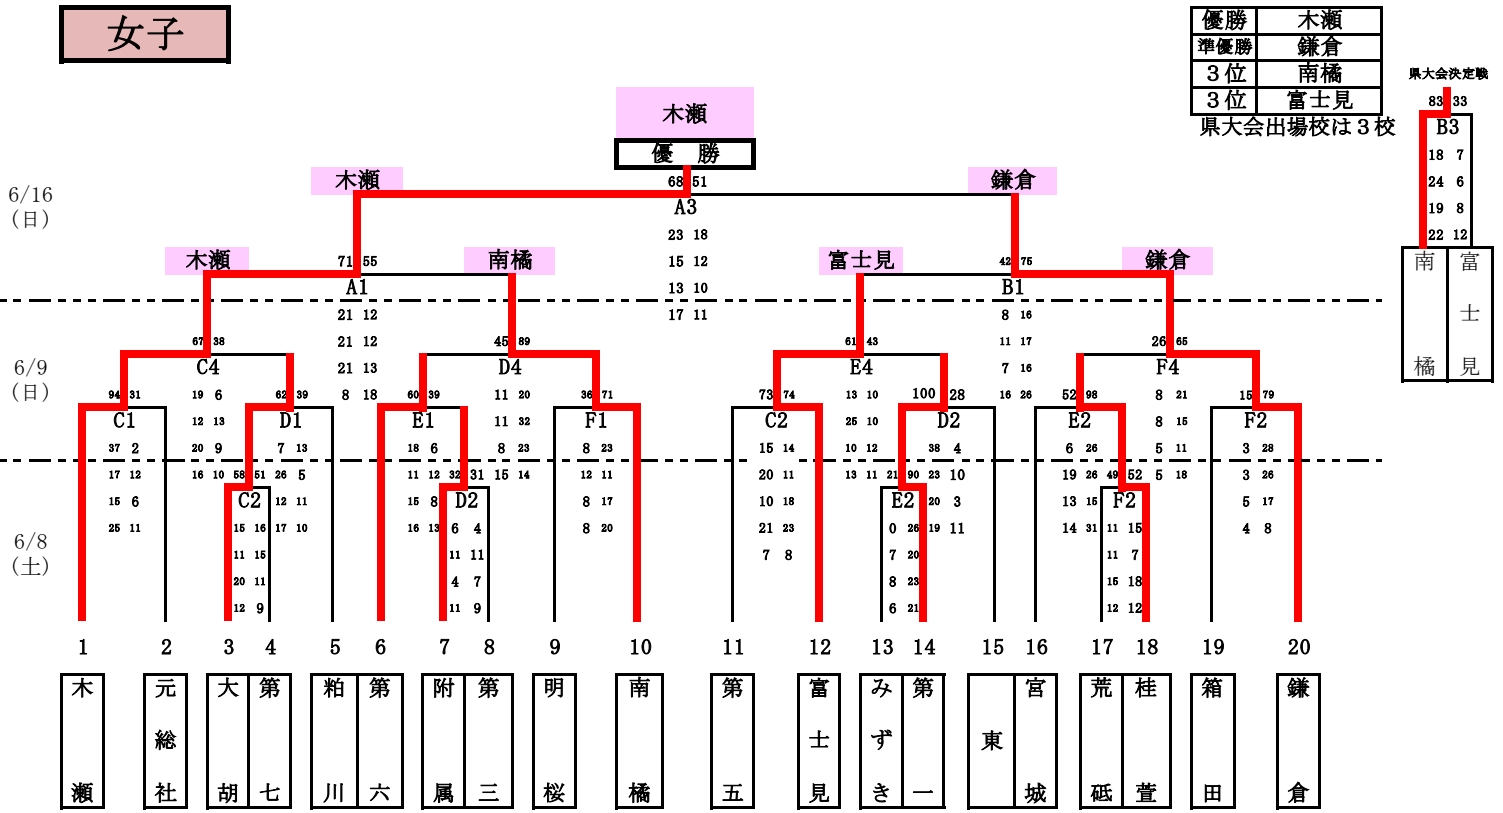 女子
優勝 木瀬
準優勝 鎌倉
３位 南橘
３位 富士見
県大会出場校は３校
県大会決定戦
83 33
B3
18 7
24 6
19 8
22 12
南橘 富士見
木瀬
優 勝
6/16
(日)
木瀬 68 51 鎌倉
A3
23 18
15 12
13 10
17 11
木瀬 71 55 南橘
A1
21 12
21 12
21 13
8 18
富士見 42 75 鎌倉
B1
8 16
11 17
7 16
16 26
6/9
(日)
67 38
C4
19 6
12 13
20 9
16 10
45 89
D4
11 20
11 32
8 23
15 14
61 43
E4
13 10
25 10
10 12
13 11
26 65
F4
8 21
8 15
5 11
5 18
94 31
C1
37 2
17 12
15 6
25 11
62 39
D1
7 13
26 5
12 11
17 10
60 39
E1
18 6
11 12
15 8
16 13
36 71
F1
8 23
12 11
8 17
8 20
73 74
C2
15 14
20 11
10 18
21 23
7 8
100 28
D2
38 4
23 10
20 3
19 11
52 98
E2
6 26
19 26
13 15
14 31
15 79
F2
3 28
3 26
5 17
4 8
6/8
(土)
58 51
C2
15 16
11 15
20 11
12 9
32 31
D2
6 4
11 11
4 7
11 9
21 90
E2
0 26
7 20
8 23
6 21
49 52
F2
11 15
11 7
15 18
12 12
1 2 3 4 5 6 7 8 9 10 11 12 13 14 15 16 17 18 19 20
木瀬
元総社
大胡
第七
粕川
第六
附属
第三
明桜
南橘
第五
富士見
みずき
第一
東
宮城
荒砥
桂萱
箱田
鎌倉